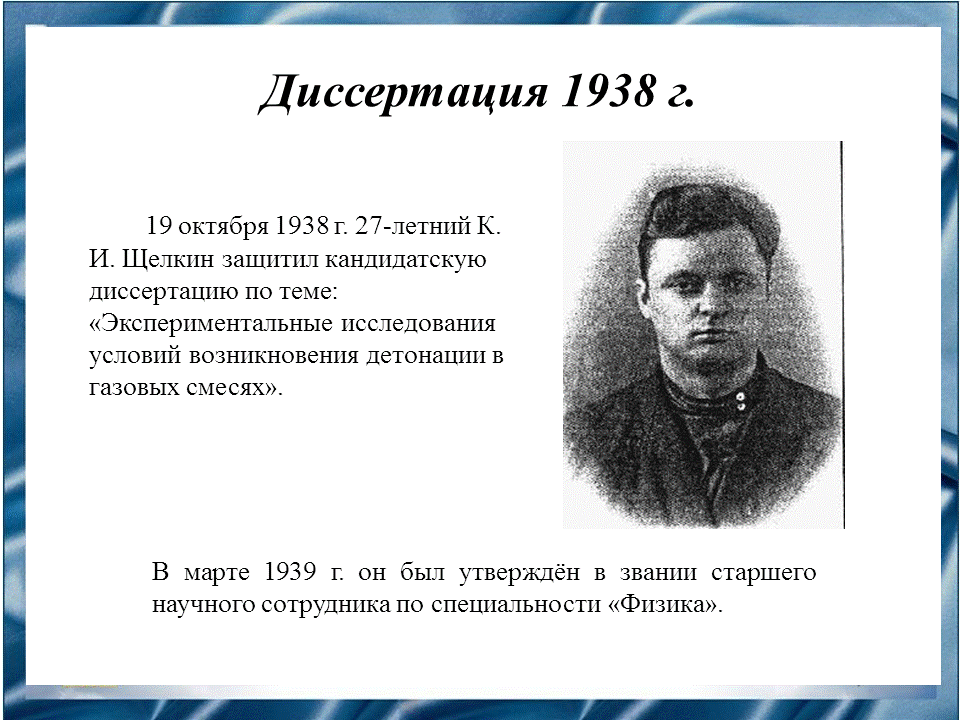 Диссертация 1938 г.
19 октября 1938 г. 27-летний К.
И. Щелкин защитил кандидатскую
диссертацию по теме:
«Экспериментальные исследования
условий возникновения детонации в
газовых смесях».
В марте 1939 г. он был утверждён в звании старшего
научного сотрудника по специальности «Физика».